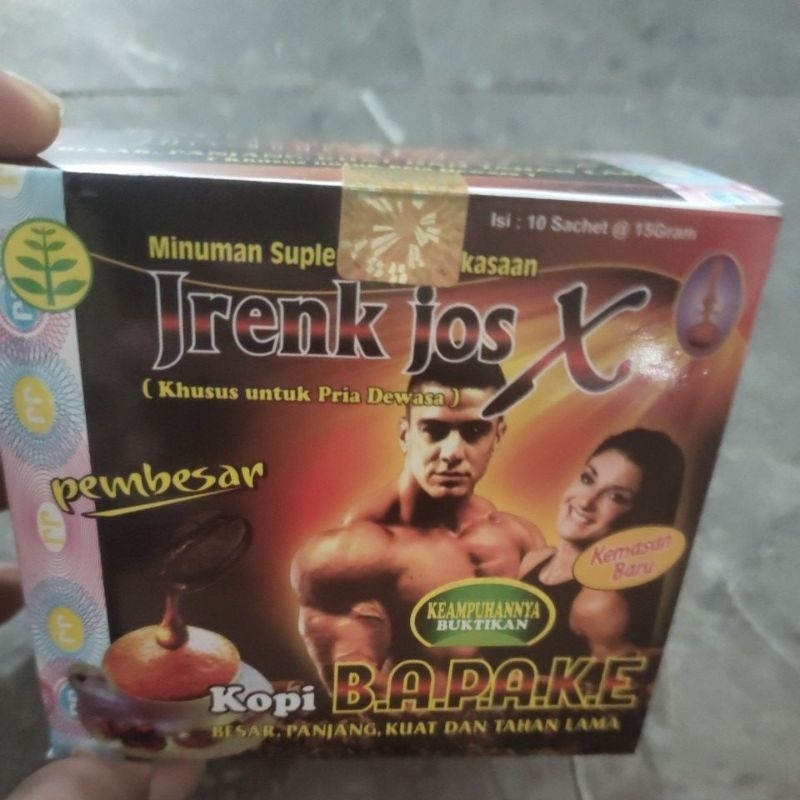 Isi : 10 Sachet @ 15Gram
Minuman Suple kasaan
Jrenk jos X
( Khusus untuk Pria Dewasa )
pembesar
Kemasan
Baru
KEAMPUHANNYA
BUKTIKAN
Kopi B.A.P.A.K.E
BESAR, PANJANG, KUAT DAN TAHAN LAMA